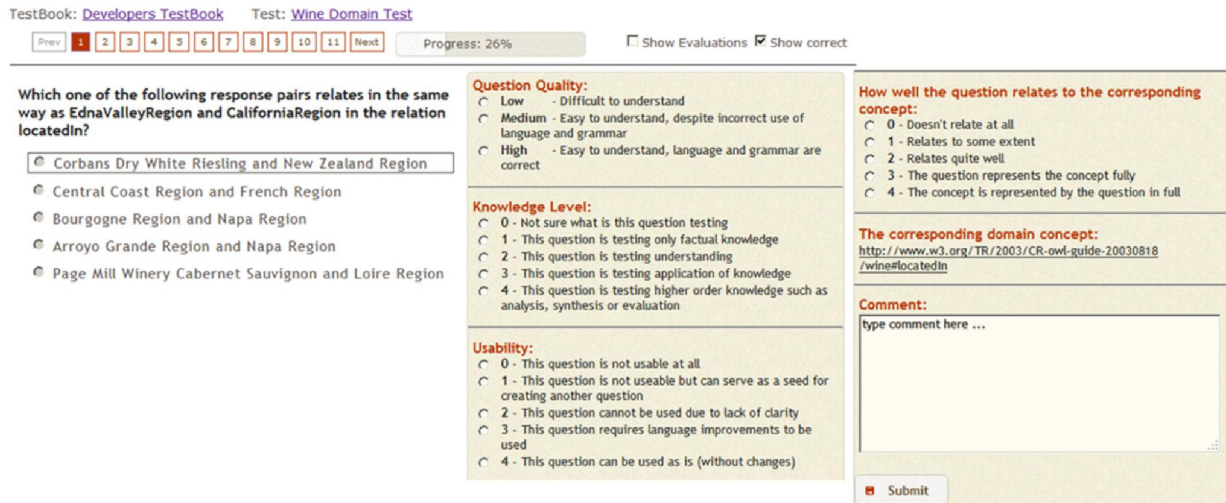 TestBook: Developers TestBook Test: Wine Domain Test
Prev 1 2 3 4 5 6 7 8 9 10 11 Next Progress: 26% Show Evaluations Show correct
Which one of the following response pairs relates in the same
way as EdnaValleyRegion and CaliforniaRegion in the relation
locatedIn?
Corbans Dry White Riesling and New Zealand Region
Central Coast Region and French Region
Bourgogne Region and Napa Region
Arroyo Grande Region and Napa Region
Page Mill Winery Cabernet Sauvignon and Loire Region
Question Quality:
Low - Difficult to understand
Medium - Easy to understand, despite incorrect use of
language and grammar
High - Easy to understand, language and grammar are
correct
Knowledge Level:
0 - Not sure what is this question testing
1 - This question is testing only factual knowledge
2 - This question is testing understanding
3 - This question is testing application of knowledge
4 - This question is testing higher order knowledge such as
analysis, synthesis or evaluation
Usability:
0 - This question is not usable at all
1 - This question is not useable but can serve as a seed for
creating another question
2 - This question cannot be used due to lack of clarity
3 - This question requires language improvements to be
used
4 - This question can be used as is (without changes)
How well the question relates to the corresponding
concept:
0 - Doesn't relate at all
1 - Relates to some extent
2 - Relates quite well
3 - The question represents the concept fully
4 - The concept is represented by the question in full
The corresponding domain concept:
http://www.w3.org/TR/2003/CR-owl-guide-20030818
/wine#locatedIn
Comment:
type comment here ...
Submit